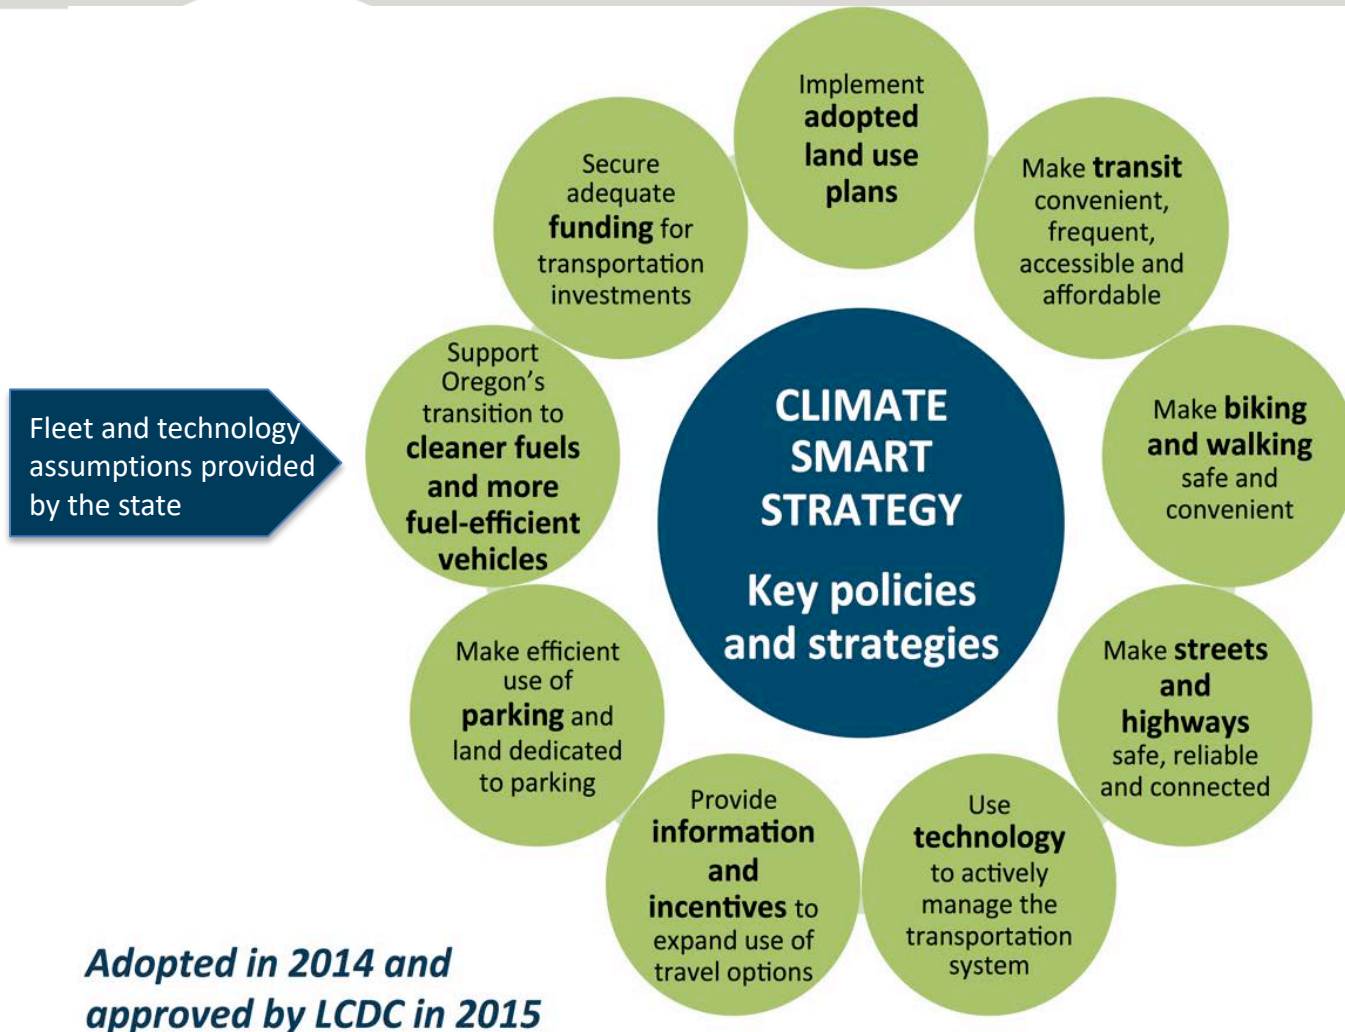 Implement
adopted
land use
plans
Make transit
convenient,
frequent,
accessible and
affordable
Make biking
and walking
safe and
convenient
Make streets
and
highways
safe, reliable
and connected
Use
technology
to actively
manage the
transportation
system
Provide
information
and
incentives to
expand use of
travel options
Make efficient
use of
parking and
land dedicated
to parking
Support
Oregon’s
transition to
cleaner fuels
and more
fuel-efficient
vehicles
Secure
adequate
funding for
transportation
investments
CLIMATE
SMART
STRATEGY
Key policies
and strategies
Fleet and technology
assumptions provided
by the state
Adopted in 2014 and
approved by LCDC in 2015